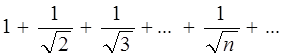 1 + 1/√2 + 1/√3 + ... + 1/√n + ...